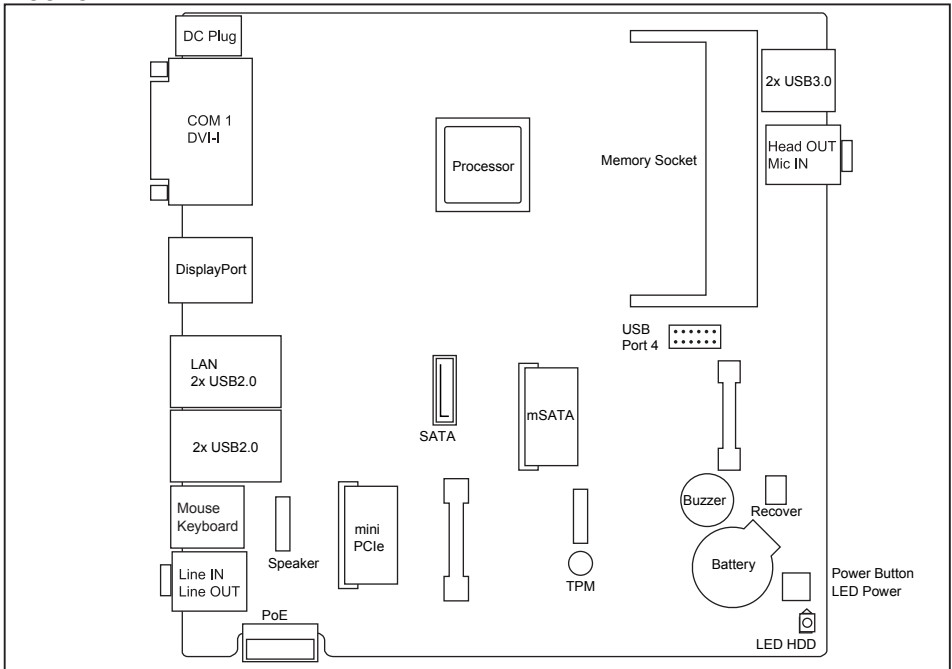 DC Plug
COM 1
DVI-I
DisplayPort
LAN
2x USB2.0
2x USB2.0
Mouse
Keyboard
Line IN
Line OUT
PoE
Speaker
mini
PCIe
SATA
mSATA
TPM
Processor
Memory Socket
2x USB3.0
Head OUT
Mic IN
USB
Port 4
Buzzer
Recover
Battery
Power Button
LED Power
LED HDD